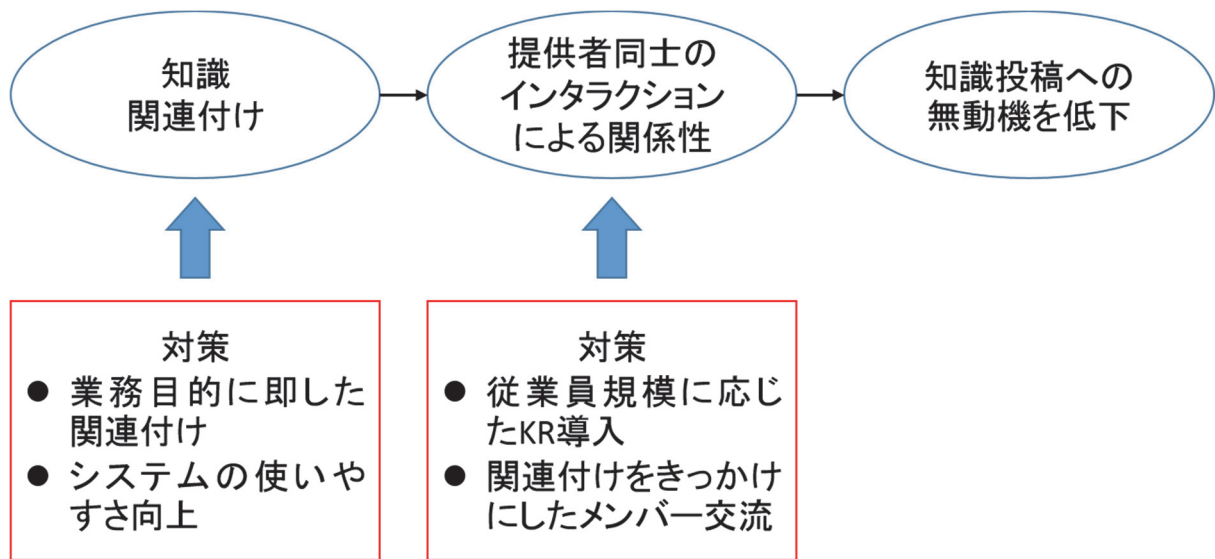 知識
関連付け
提供者同士の
インタラクション
による関係性
知識投稿への
無動機を低下
対策
● 業務目的に即した
関連付け
● システムの使いや
すさ向上
対策
● 従業員規模に応じ
たKR導入
● 関連付けをきっかけ
にしたメンバー交流